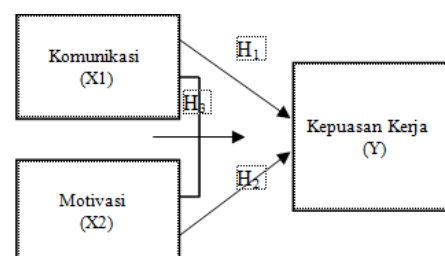 Komunikasi
(X1)
H1
H3
Kepuasan Kerja
(Y)
H2
Motivasi
(X2)